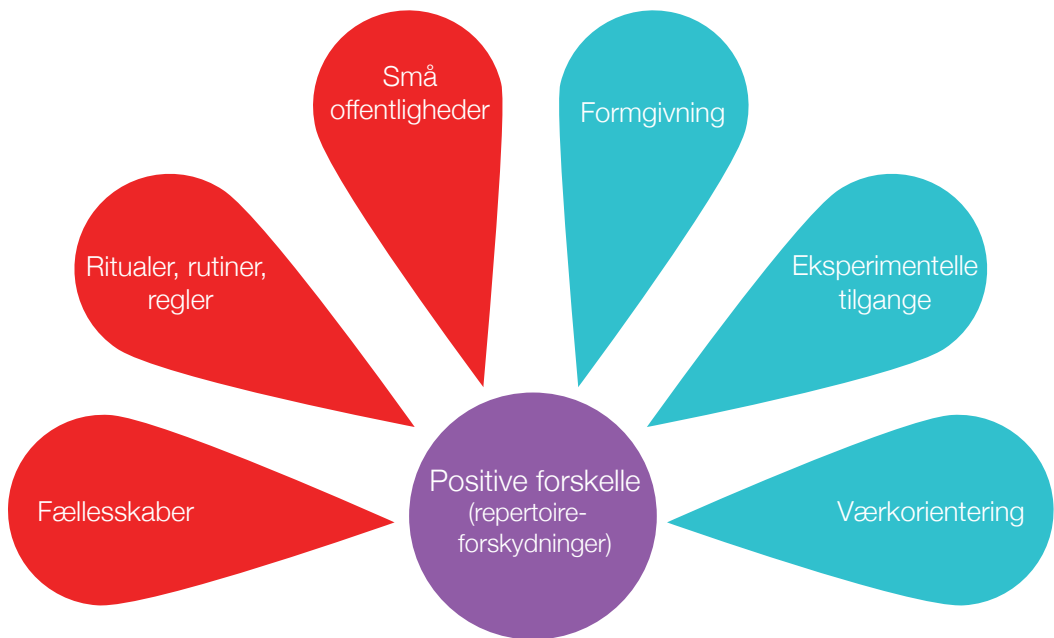 Små
offentligheder
Formgivning
Ritualer, rutiner,
regler
Eksperimentelle
tilgange
Fællesskaber
Positive forskelle
(repertoire-
forskydninger)
Værkorientering